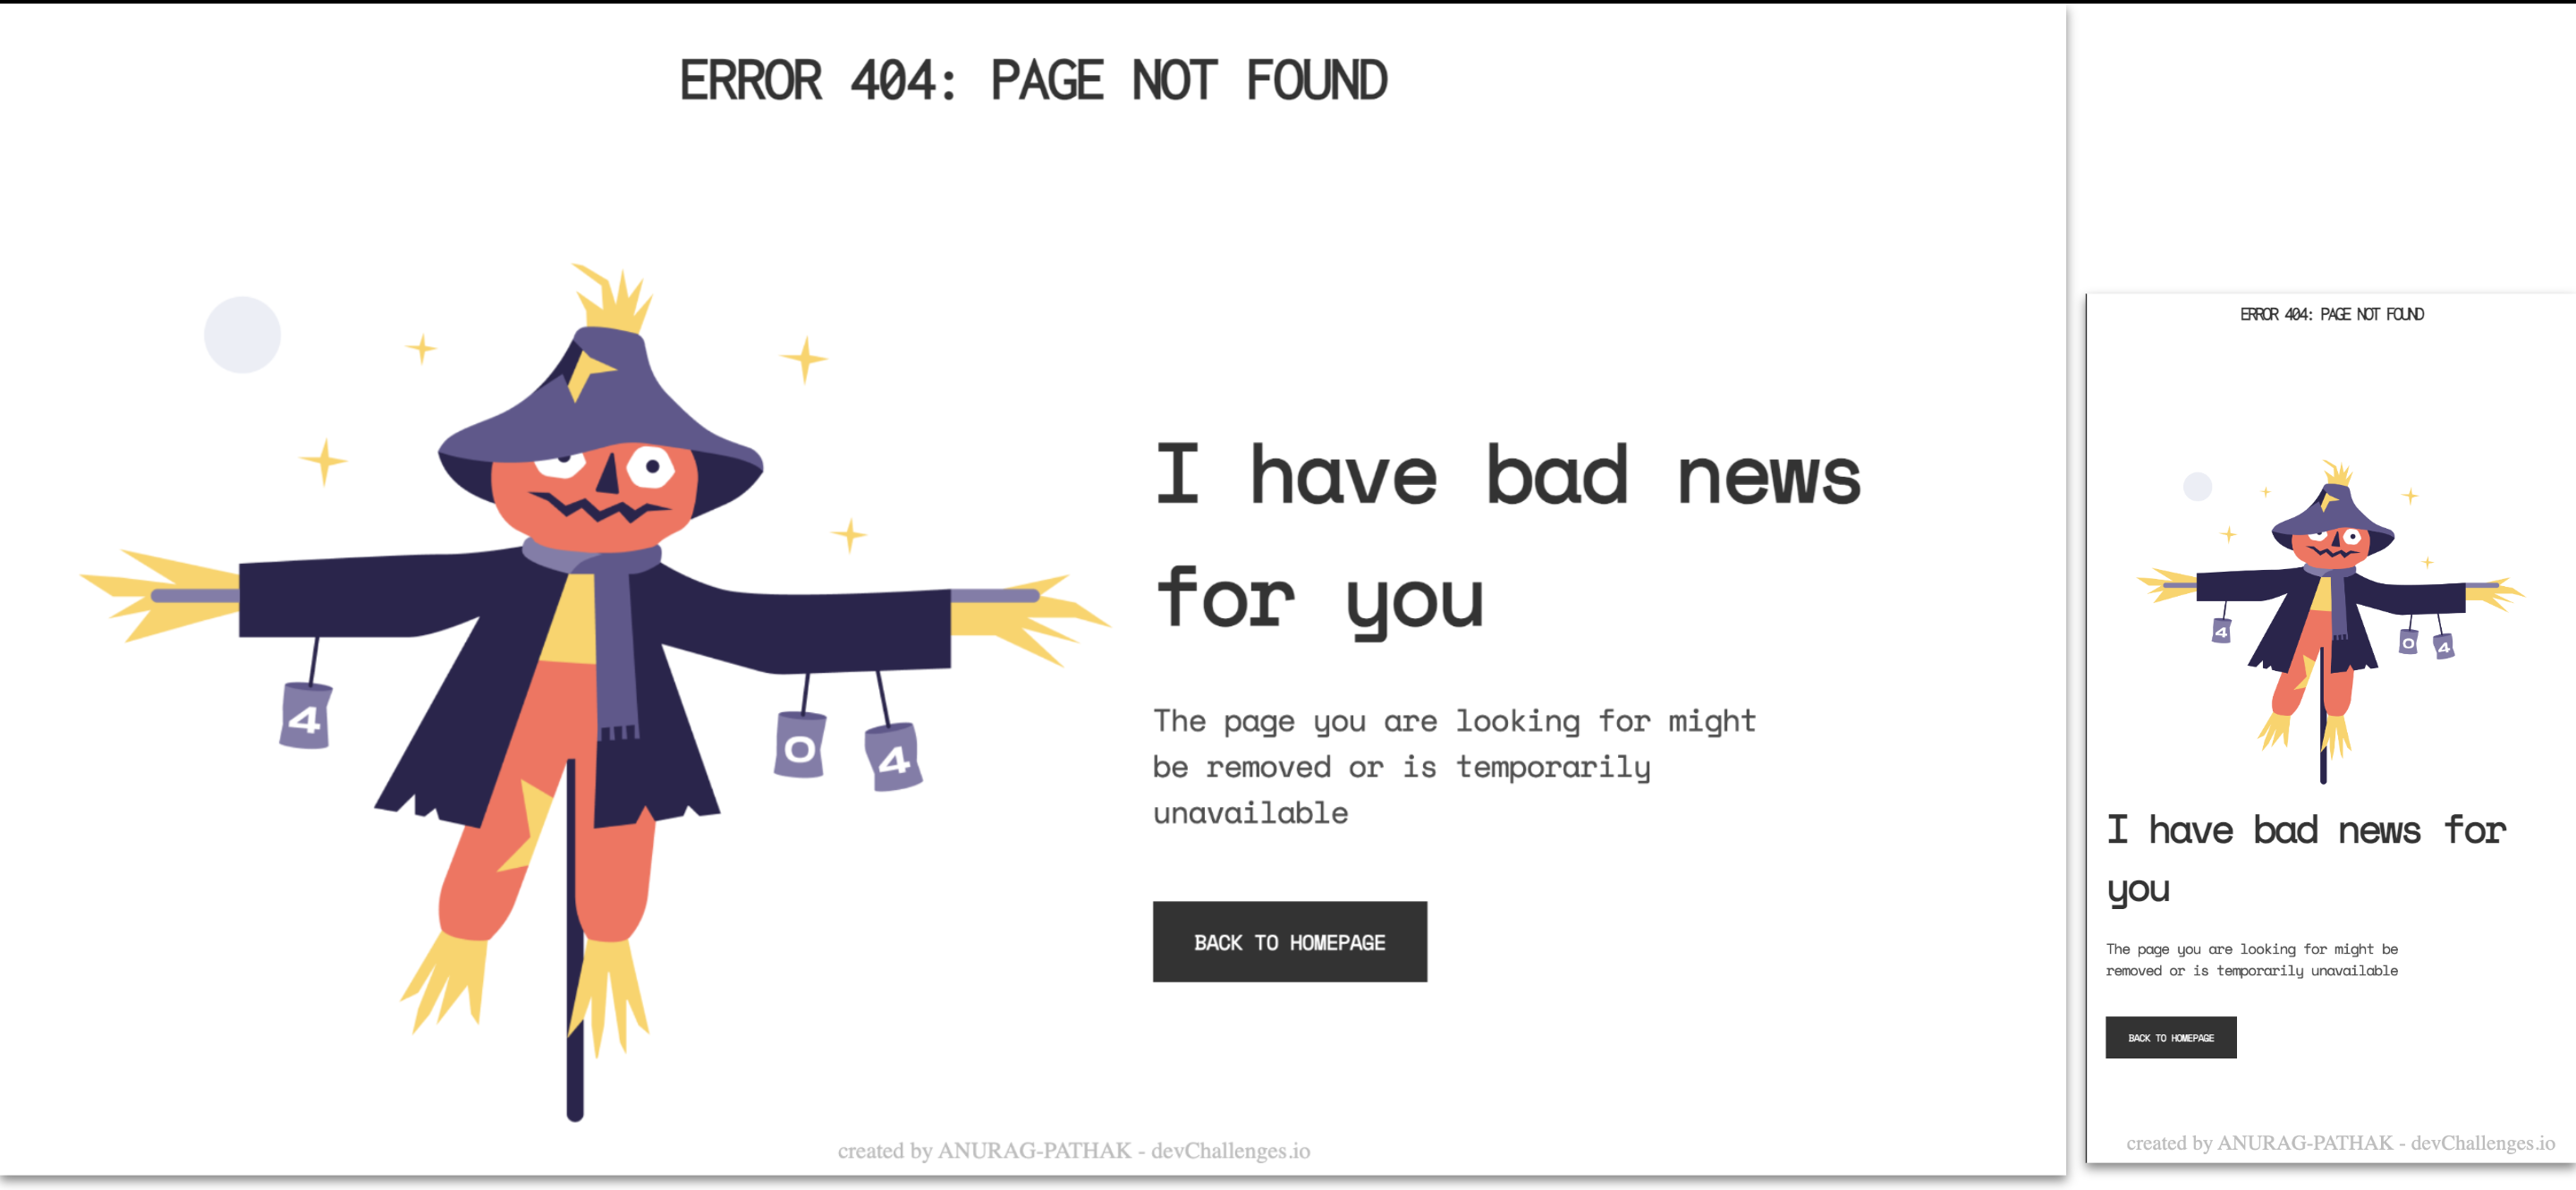 ERROR 404: PAGE NOT FOUND
4
0
4
I have bad news
for you
The page you are looking for might
be removed or is temporarily
unavailable
BACK TO HOMEPAGE
created by ANURAG-PATHAK - devChallenges.io
ERROR 404: PAGE NOT FOUND
4
0
4
I have bad news for
you
The page you are looking for might be
removed or is temporarily unavailable
BACK TO HOMEPAGE
created by ANURAG-PATHAK - devChallenges.io